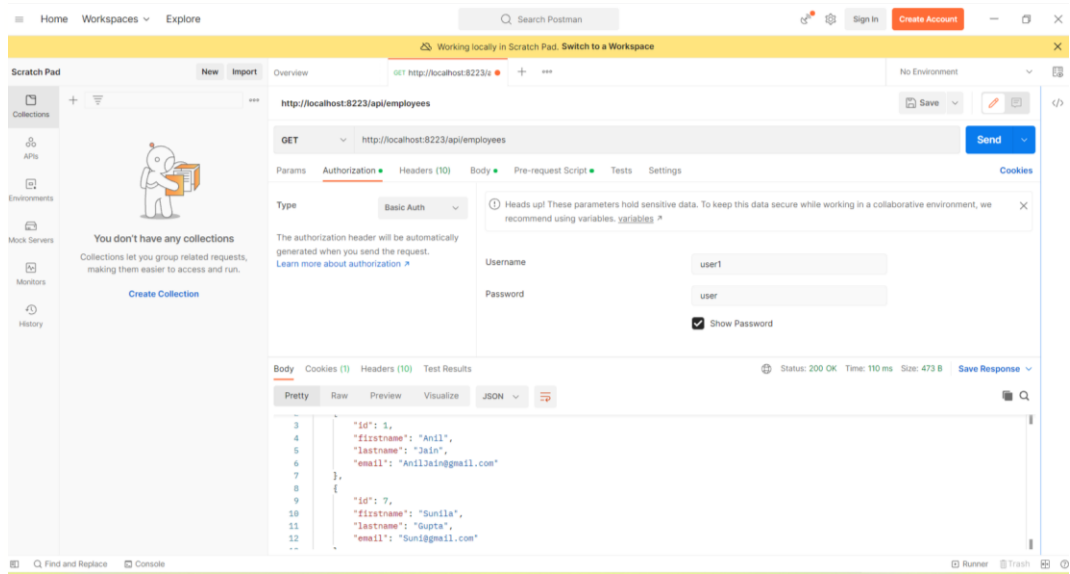 Home Workspaces Explore Search Postman Sign In Create Account
Working locally in Scratch Pad. Switch to a Workspace
Scratch Pad New Import Overview GET http://localhost:8223/a No Environment
Collections
APIs
Environments
Mock Servers
Monitors
History
You don't have any collections
Collections let you group related requests,
making them easier to access and run.
Create Collection
http://localhost:8223/api/employees Save
GET http://localhost:8223/api/employees Send
Params Authorization Headers (10) Body Pre-request Script Tests Settings Cookies
Type Basic Auth
The authorization header will be automatically
generated when you send the request.
Learn more about authorization ↗
Heads up! These parameters hold sensitive data. To keep this data secure while working in a collaborative environment, we
recommend using variables. variables ↗
Username user1
Password user
Show Password
Body Cookies (1) Headers (10) Test Results Status: 200 OK Time: 110 ms Size: 473 B Save Response
Pretty Raw Preview Visualize JSON
3 "id": 1,
4 "firstname": "Anil",
5 "lastname": "Jain",
6 "email": "AnilJain@gmail.com"
7 },
8 {
9 "id": 7,
10 "firstname": "Sunila",
11 "lastname": "Gupta",
12 "email": "Suni@gmail.com"
Find and Replace Console Runner Trash